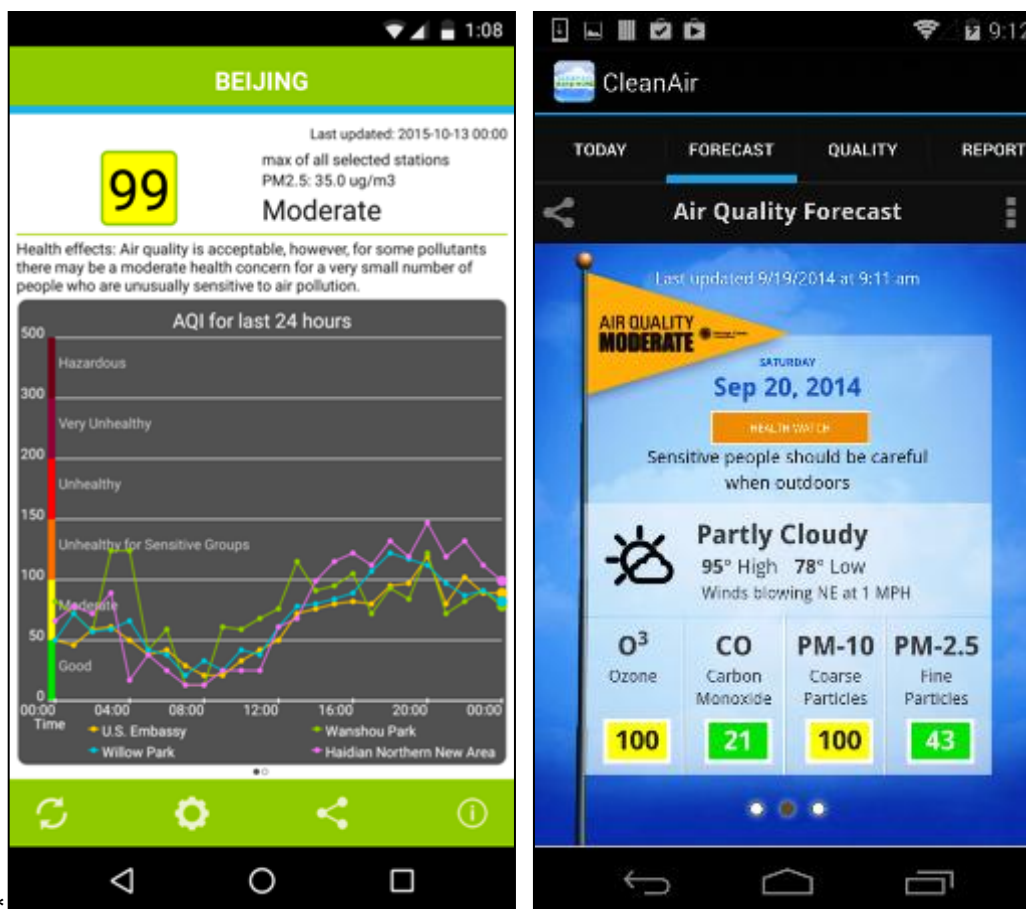 1:08
BEIJING
Last updated: 2015-10-13 00:00
99
max of all selected stations
PM2.5: 35.0 ug/m3
Moderate
Health effects: Air quality is acceptable, however, for some pollutants
there may be a moderate health concern for a very small number of
people who are unusually sensitive to air pollution.
AQI for last 24 hours
500
Hazardous
300
Very Unhealthy
200
Unhealthy
150
Unhealthy for Sensitive Groups
100
Moderate
50
Good
0
00:00 04:00 08:00 12:00 16:00 20:00 00:00
Time
U.S. Embassy Wanshou Park
Willow Park Haidian Northern New Area
9:12
CleanAir
TODAY FORECAST QUALITY REPORT
Air Quality Forecast
Last updated 9/19/2014 at 9:11 am
AIR QUALITY
MODERATE
SATURDAY
Sep 20, 2014
HEALTH WATCH
Sensitive people should be careful
when outdoors
Partly Cloudy
95° High 78° Low
Winds blowing NE at 1 MPH
O3 CO PM-10 PM-2.5
Ozone Carbon Coarse Fine
Monoxide Particles Particles
100 21 100 43